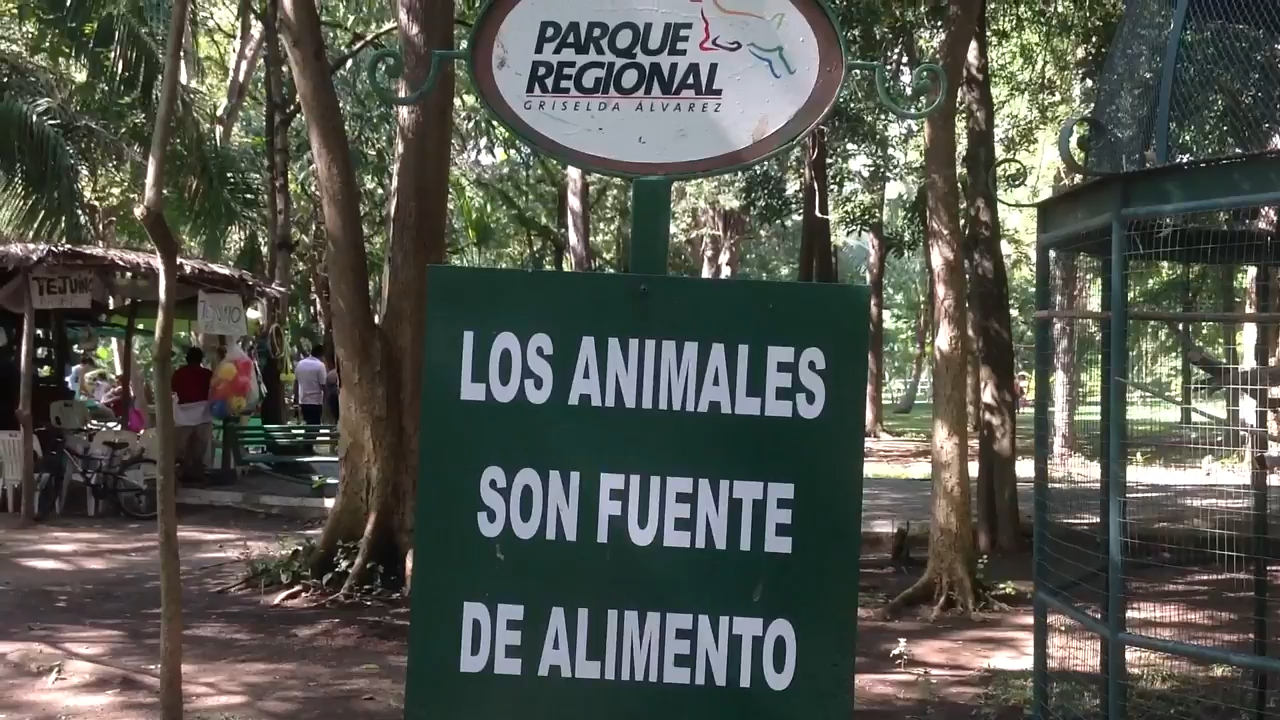 PARQUE
REGIONAL
GRISELDA ÁLVAREZ
TEJUINO
LOS ANIMALES
SON FUENTE
DE ALIMENTO